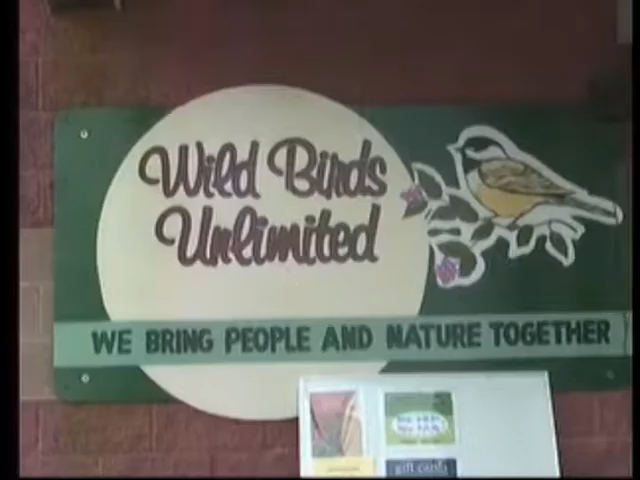 Wild Birds
Unlimited
WE BRING PEOPLE AND NATURE TOGETHER
gift cards